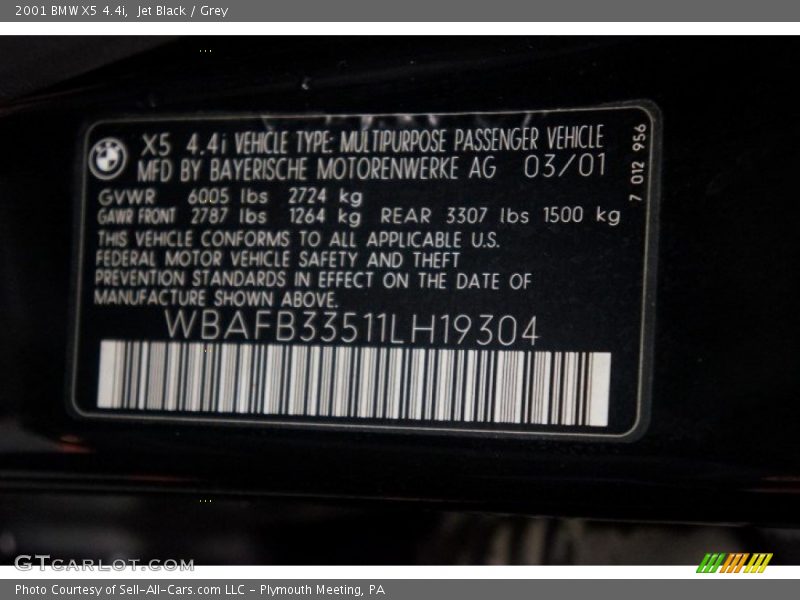 2001 BMW X5 4.4i, Jet Black / Grey
X5 4.4i VEHICLE TYPE: MULTIPURPOSE PASSENGER VEHICLE
MFD BY BAYERISCHE MOTORENWERKE AG 03/01
GVWR 6005 lbs 2724 kg
GAWR FRONT 2787 lbs 1264 kg REAR 3307 lbs 1500 kg
THIS VEHICLE CONFORMS TO ALL APPLICABLE U.S.
FEDERAL MOTOR VEHICLE SAFETY AND THEFT
PREVENTION STANDARDS IN EFFECT ON THE DATE OF
MANUFACTURE SHOWN ABOVE.
WBAFB33511LH19304
7 012 956
GTCARLOT.COM
Photo Courtesy of Sell-All-Cars.com LLC - Plymouth Meeting, PA